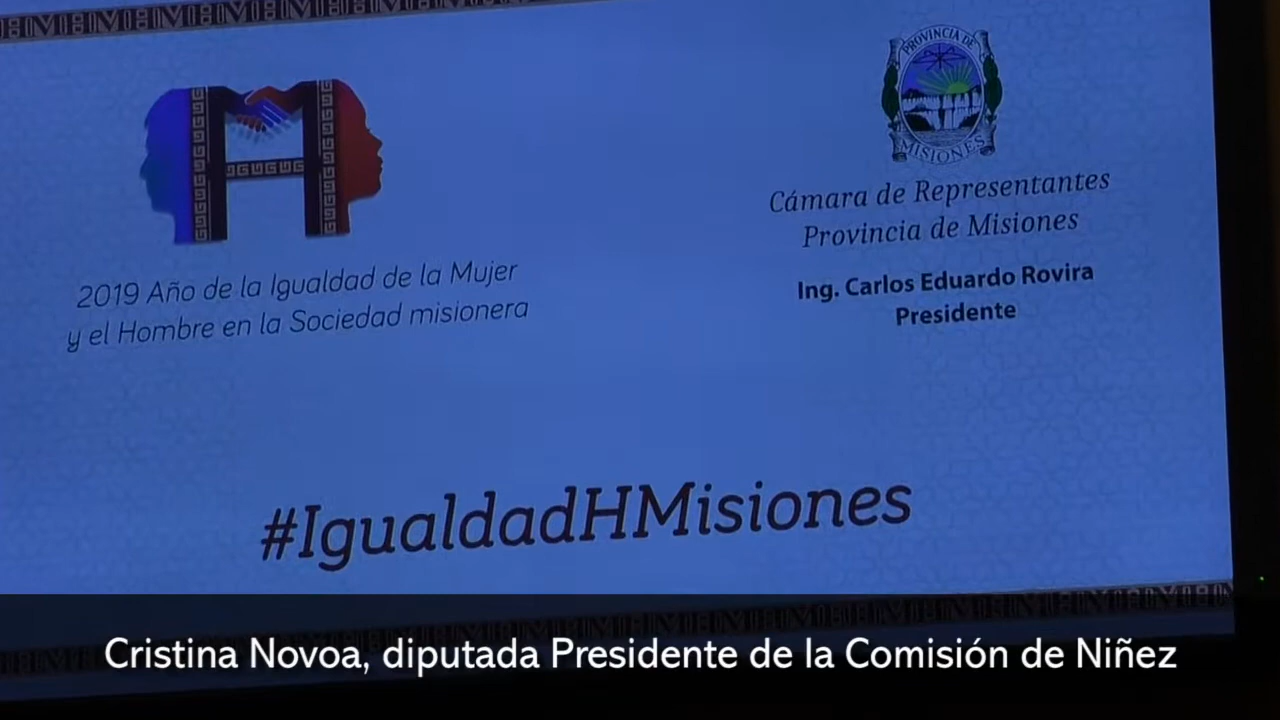 PROVINCIA DE
MISIONES
Cámara de Representantes
Provincia de Misiones
Ing. Carlos Eduardo Rovira
Presidente
2019 Año de la Igualdad de la Mujer
y el Hombre en la Sociedad misionera
#IgualdadHMisiones
Cristina Novoa, diputada Presidente de la Comisión de Niñez